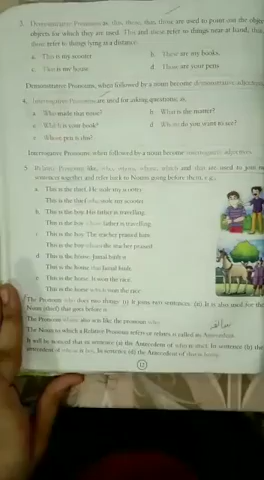 3. Demonstrative Pronouns as, this, these, that, those are used to point out the
objects for which they are used. This and these refer to things near at hand, that
those refer to things lying at a distance.
a. This is my scooter
b. These are my books.
c. This is my house.
d. Those are your pens
Demonstrative Pronouns, when followed by a noun become demonstrative adjectives
4. Interrogative Pronouns are used for asking questions; as
a. Who made that noise?
b. What is the matter?
c. Which is your book?
d. Whom do you want to see?
e. Whose pen is this?
Interrogative Pronouns when followed by a noun become interrogative adjectives.
5. Relative Pronouns like, who, whose, whom, which and that are used to join two
sentences together and refer back to Nouns going before them, e.g.,
a. This is the thief. He stole my scooter.
This is the thief who stole my scooter.
b. This is the boy. His father is travelling.
This is the boy whose father is travelling.
c. This is the boy. The teacher praised him.
This is the boy whom the teacher praised.
d. This is the house. Jamal built it.
This is the house that Jamal built.
e. This is the horse. It won the race.
This is the horse which won the race.
The Pronoun who does two things: (i) It joins two sentences. (ii) It is also used for the
Noun [thief] that goes before it.
The Pronoun whose also acts like the pronoun who.
The Noun to which a Relative Pronoun refers or relates is called its Antecedent.
It will be noticed that in sentence (a) the Antecedent of who is thief. In sentence (b) the
antecedent of whose is boy. In sentence (d) the Antecedent of that is house.
12